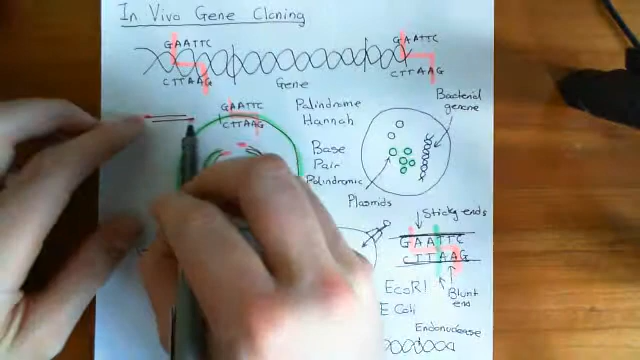 In Vivo Gene Cloning
GAATTC
CTTAAG
GAATTC
CTTAAG
Gene
GAATTC
CTTAAG
Palindrome
Hannah
Base
Pair
Palindromic
Bacterial
genome
Plasmids
Sticky ends
GAATTC
CTTAAG
EcoRI
Blunt
end
E Coli
Endonuclease